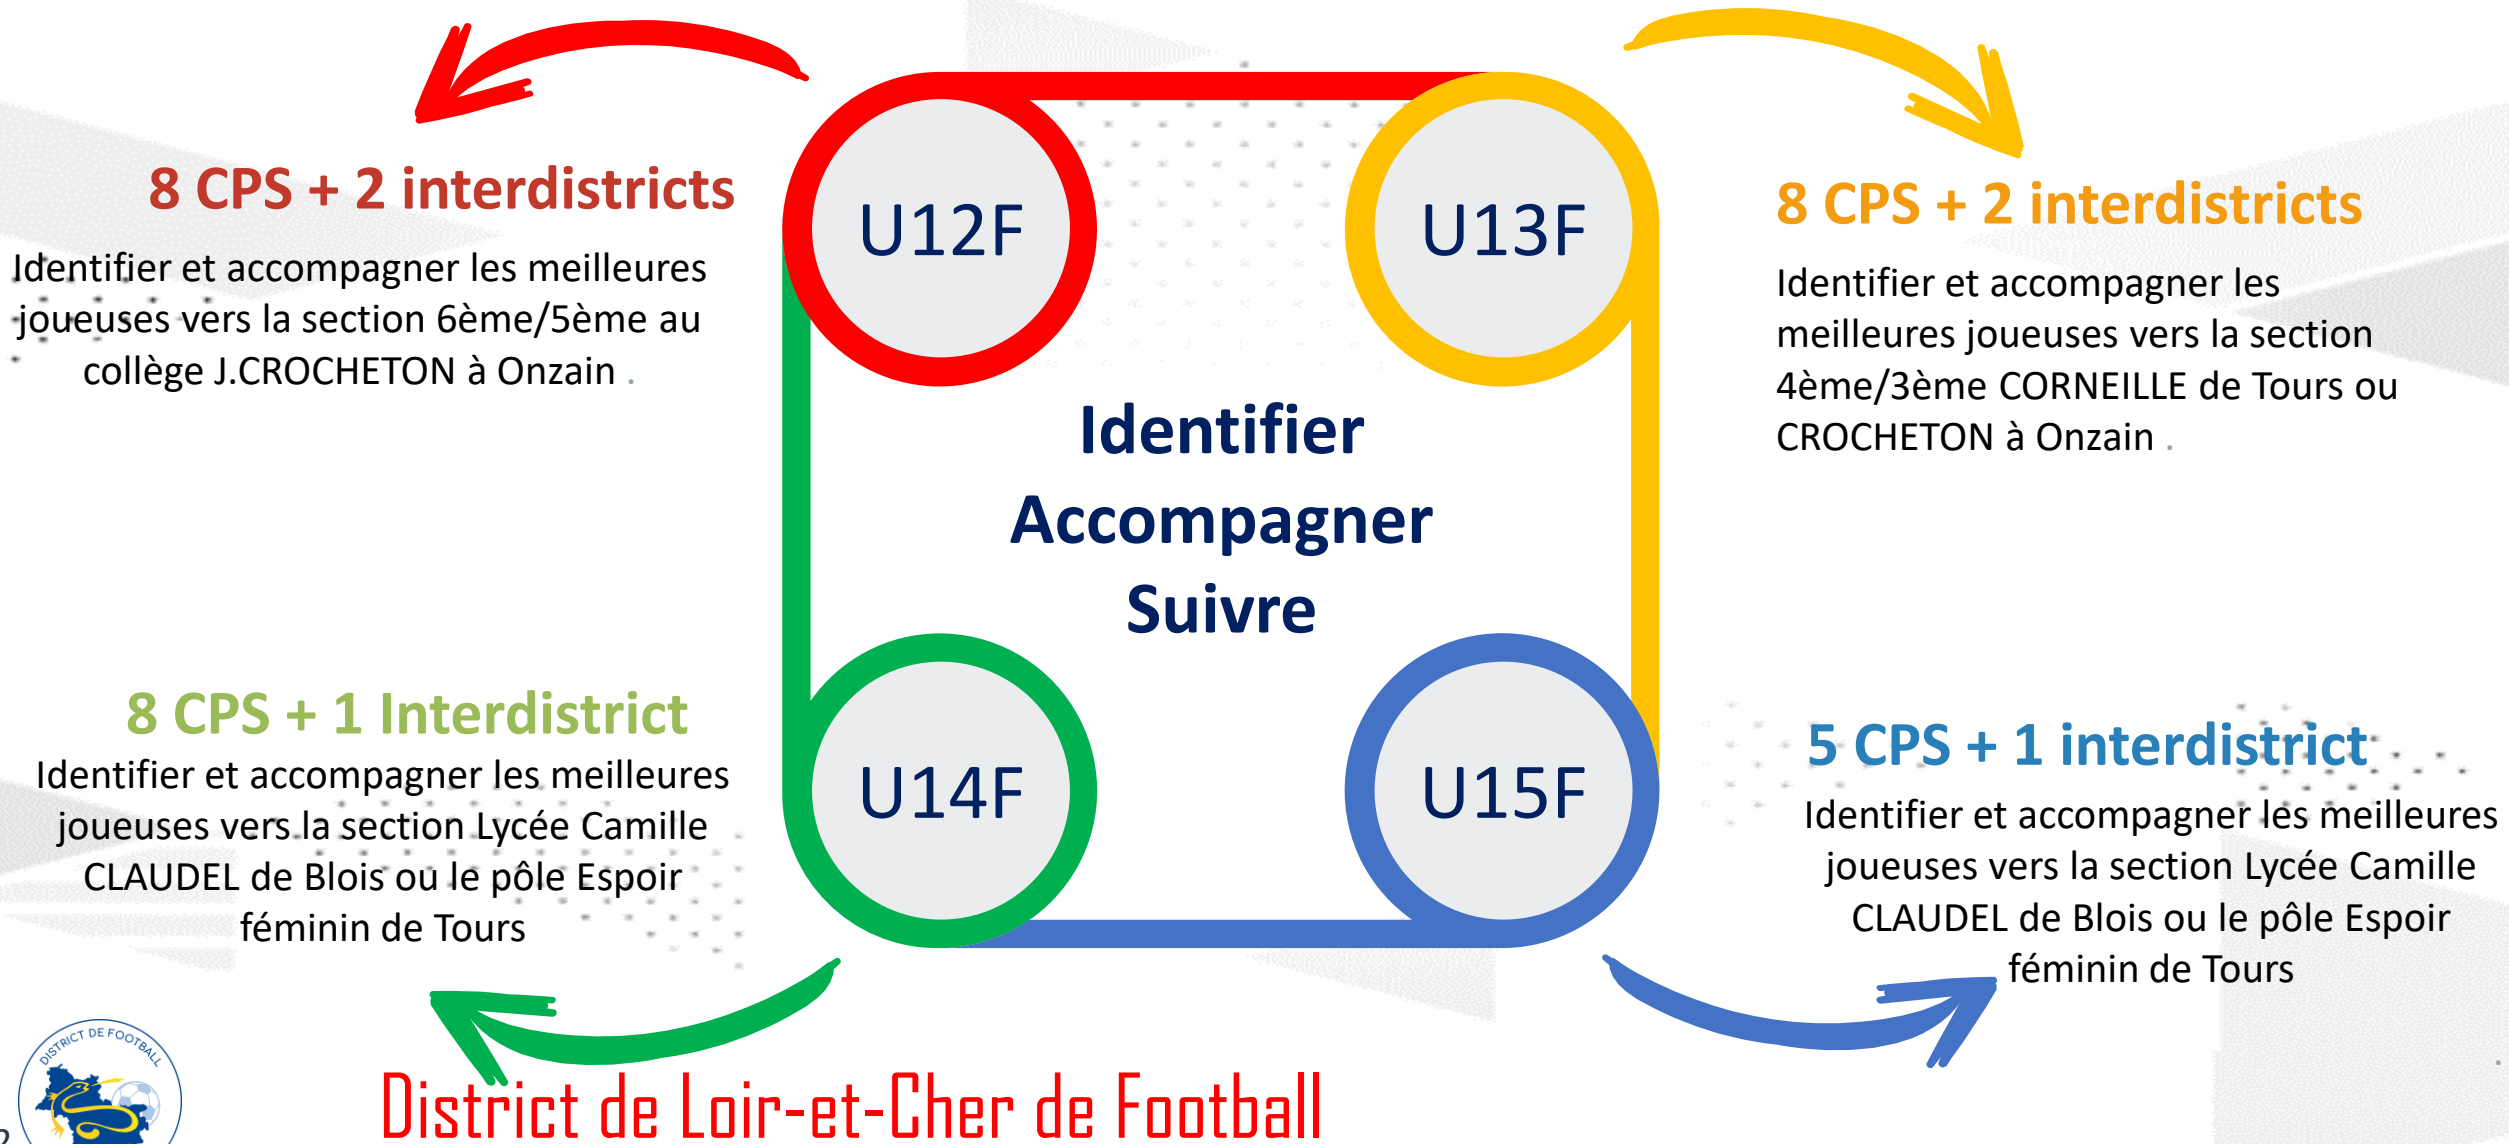 8 CPS + 2 interdistricts
Identifier et accompagner les meilleures
joueuses vers la section 6ème/5ème au
collège J.CROCHETON à Onzain .
U12F
U13F
8 CPS + 2 interdistricts
Identifier et accompagner les
meilleures joueuses vers la section
4ème/3ème CORNEILLE de Tours ou
CROCHETON à Onzain .
Identifier
Accompagner
Suivre
8 CPS + 1 Interdistrict
Identifier et accompagner les meilleures
joueuses vers la section Lycée Camille
CLAUDEL de Blois ou le pôle Espoir
féminin de Tours
U14F
U15F
5 CPS + 1 interdistrict
Identifier et accompagner les meilleures
joueuses vers la section Lycée Camille
CLAUDEL de Blois ou le pôle Espoir
féminin de Tours
.
DISTRICT DE FOOTBALL
District de Loir-et-Cher de Football